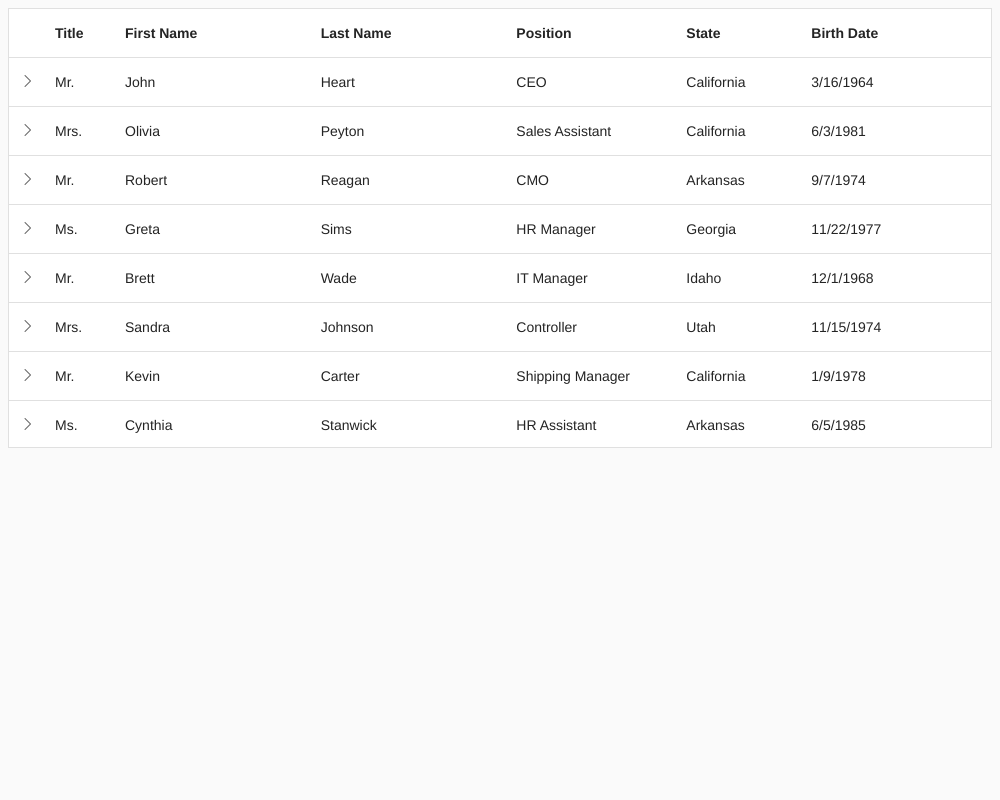 Title First Name Last Name Position State Birth Date
Mr. John Heart CEO California 3/16/1964
Mrs. Olivia Peyton Sales Assistant California 6/3/1981
Mr. Robert Reagan CMO Arkansas 9/7/1974
Ms. Greta Sims HR Manager Georgia 11/22/1977
Mr. Brett Wade IT Manager Idaho 12/1/1968
Mrs. Sandra Johnson Controller Utah 11/15/1974
Mr. Kevin Carter Shipping Manager California 1/9/1978
Ms. Cynthia Stanwick HR Assistant Arkansas 6/5/1985